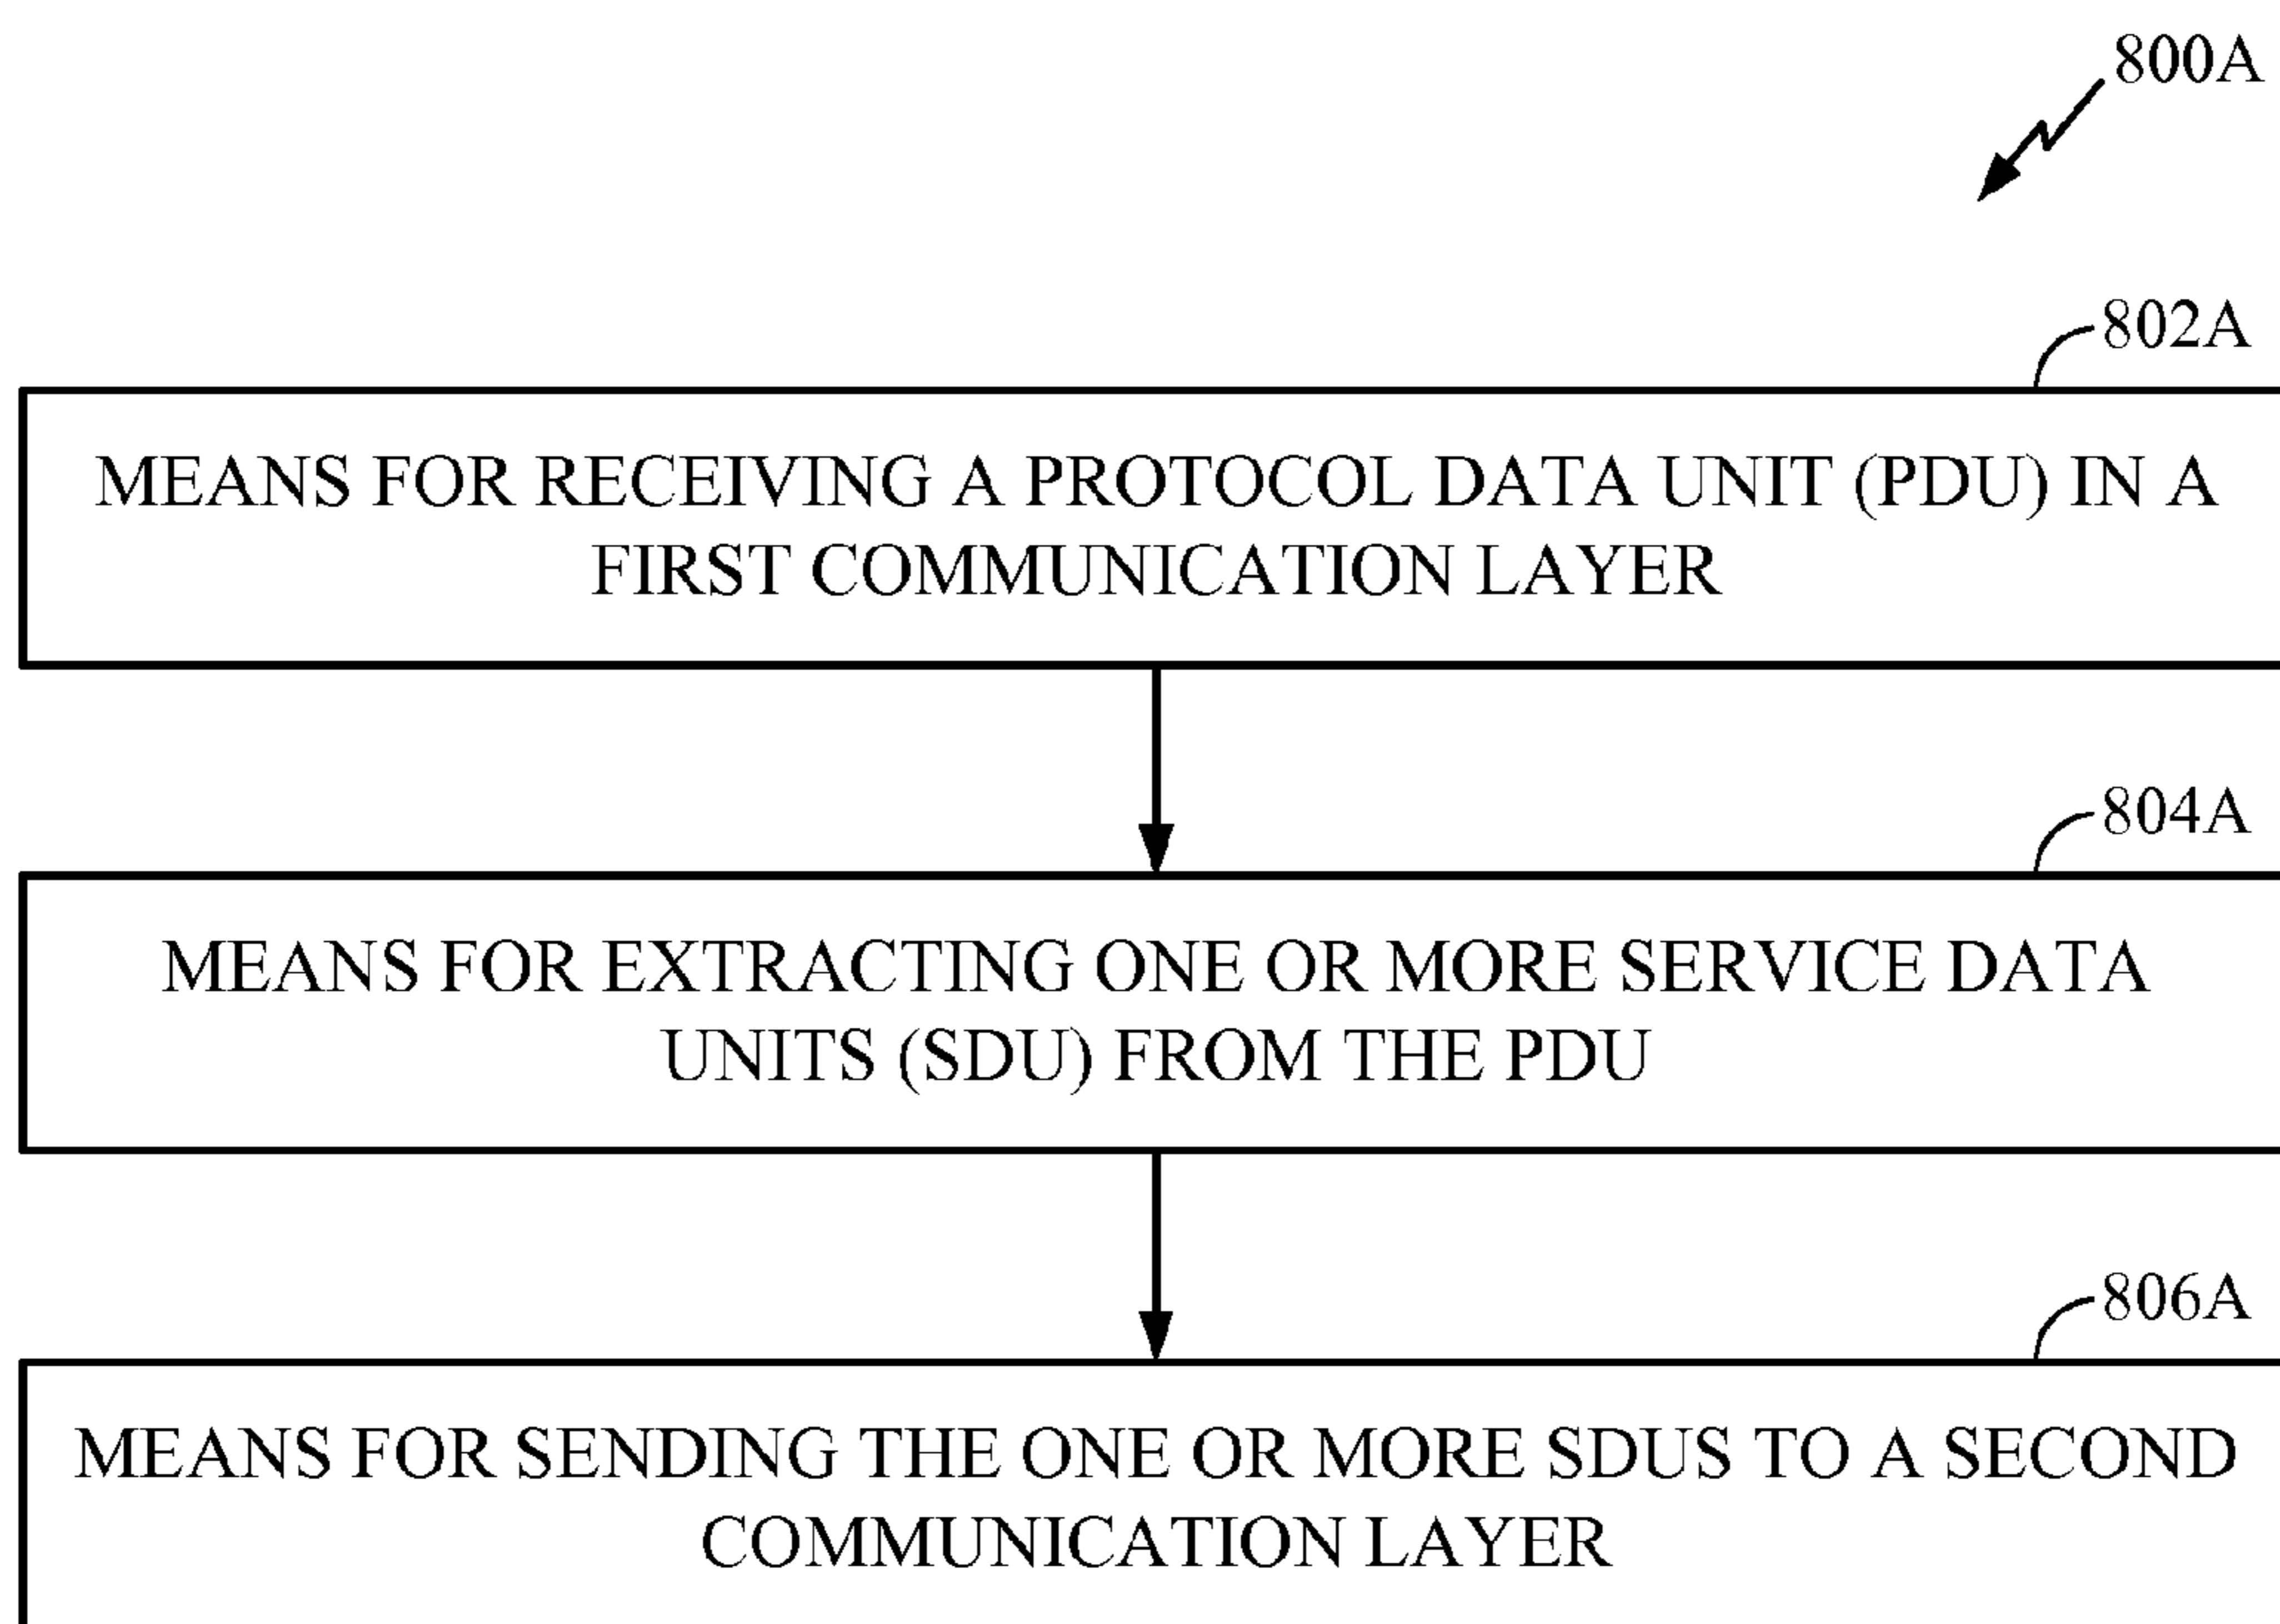 800A
802A
MEANS FOR RECEIVING A PROTOCOL DATA UNIT (PDU) IN A
FIRST COMMUNICATION LAYER
804A
MEANS FOR EXTRACTING ONE OR MORE SERVICE DATA
UNITS (SDU) FROM THE PDU
806A
MEANS FOR SENDING THE ONE OR MORE SDUS TO A SECOND
COMMUNICATION LAYER